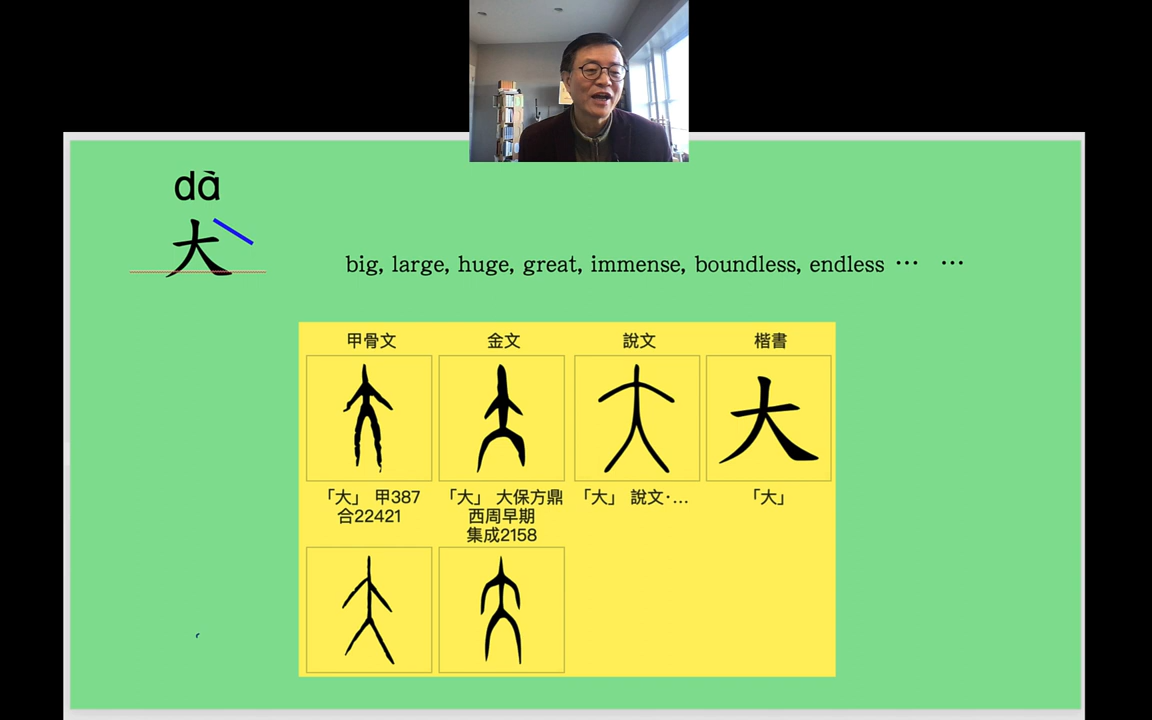 dà
大
big, large, huge, great, immense, boundless, endless ⋯ ⋯
甲骨文 金文 說文 楷書
大
「大」 甲387 「大」 大保方鼎 「大」 說文·... 「大」
合22421 西周早期
集成2158